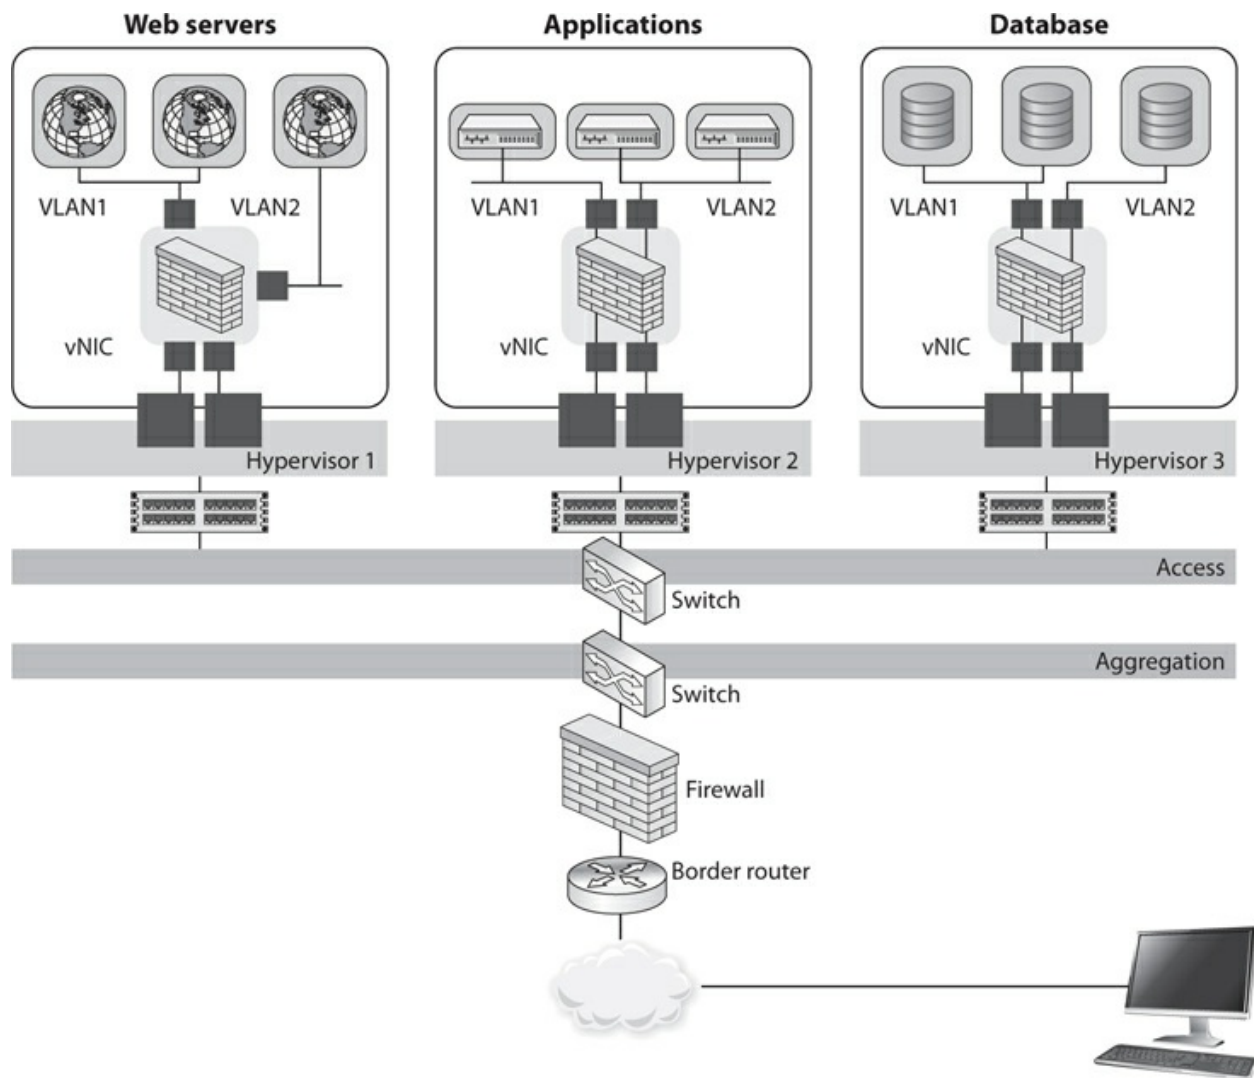 Web servers
Applications
Database
VLAN1
VLAN2
VLAN1
VLAN2
VLAN1
VLAN2
vNIC
vNIC
vNIC
Hypervisor 1
Hypervisor 2
Hypervisor 3
Access
Switch
Aggregation
Switch
Firewall
Border router